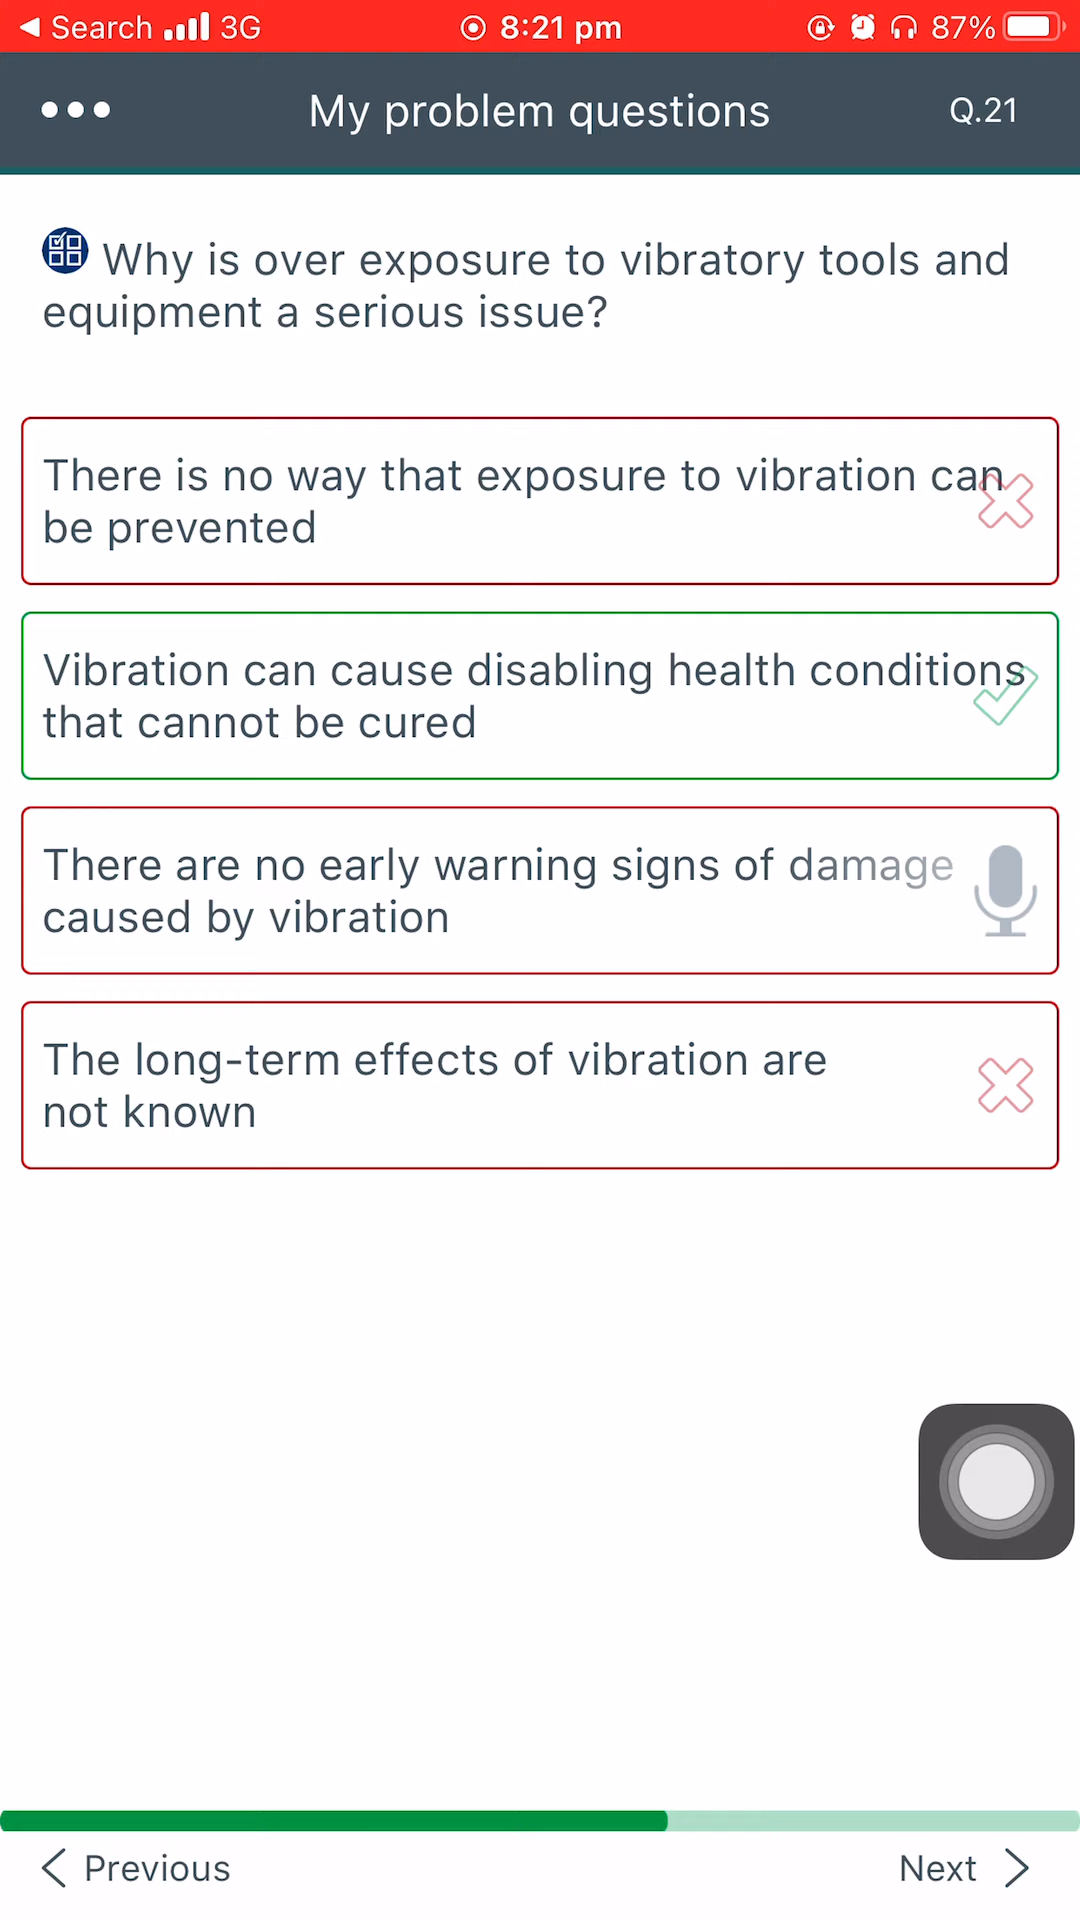 Search 3G 8:21 pm 87%
My problem questions Q.21
Why is over exposure to vibratory tools and
equipment a serious issue?
There is no way that exposure to vibration can
be prevented
Vibration can cause disabling health conditions
that cannot be cured
There are no early warning signs of damage
caused by vibration
The long-term effects of vibration are
not known
Previous Next